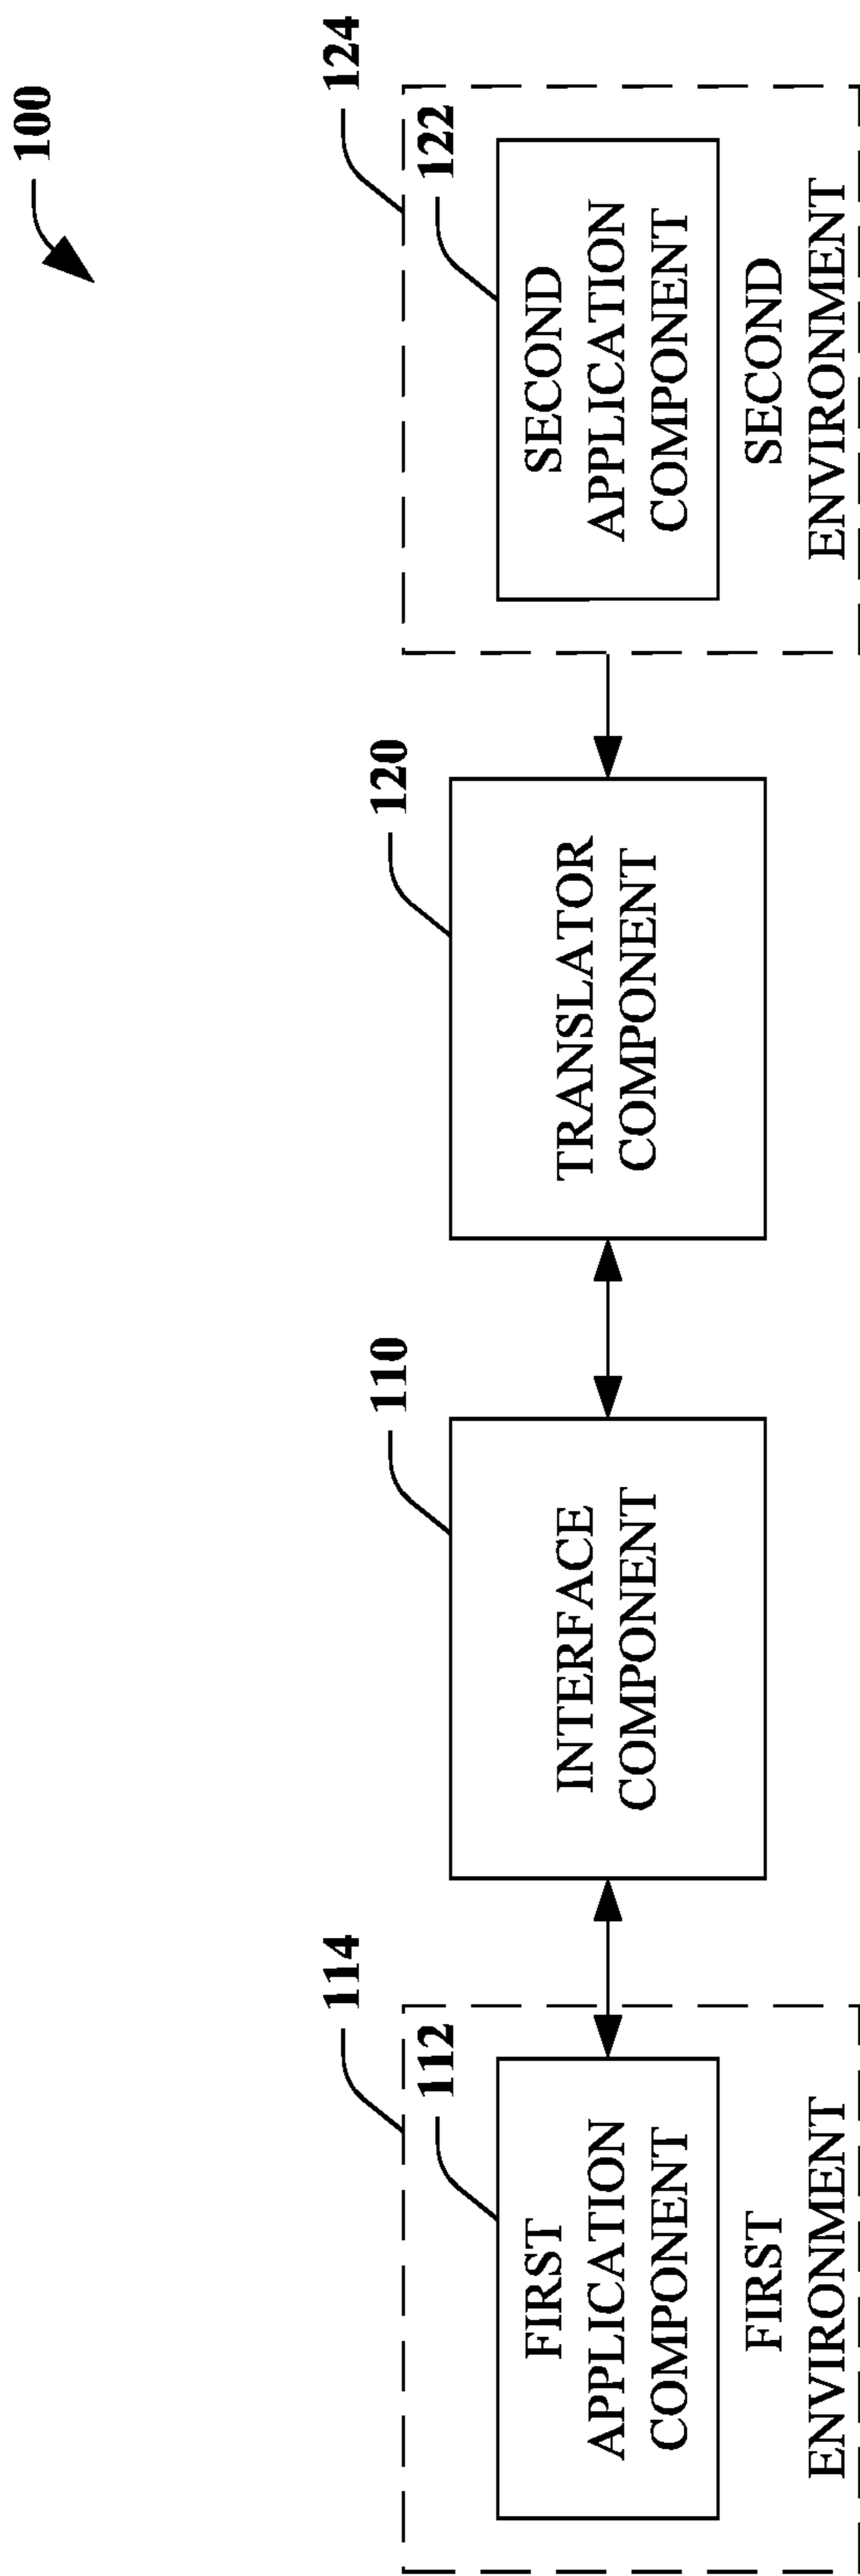 100
114
112
FIRST
APPLICATION
COMPONENT
FIRST
ENVIRONMENT
110
INTERFACE
COMPONENT
120
TRANSLATOR
COMPONENT
124
122
SECOND
APPLICATION
COMPONENT
SECOND
ENVIRONMENT